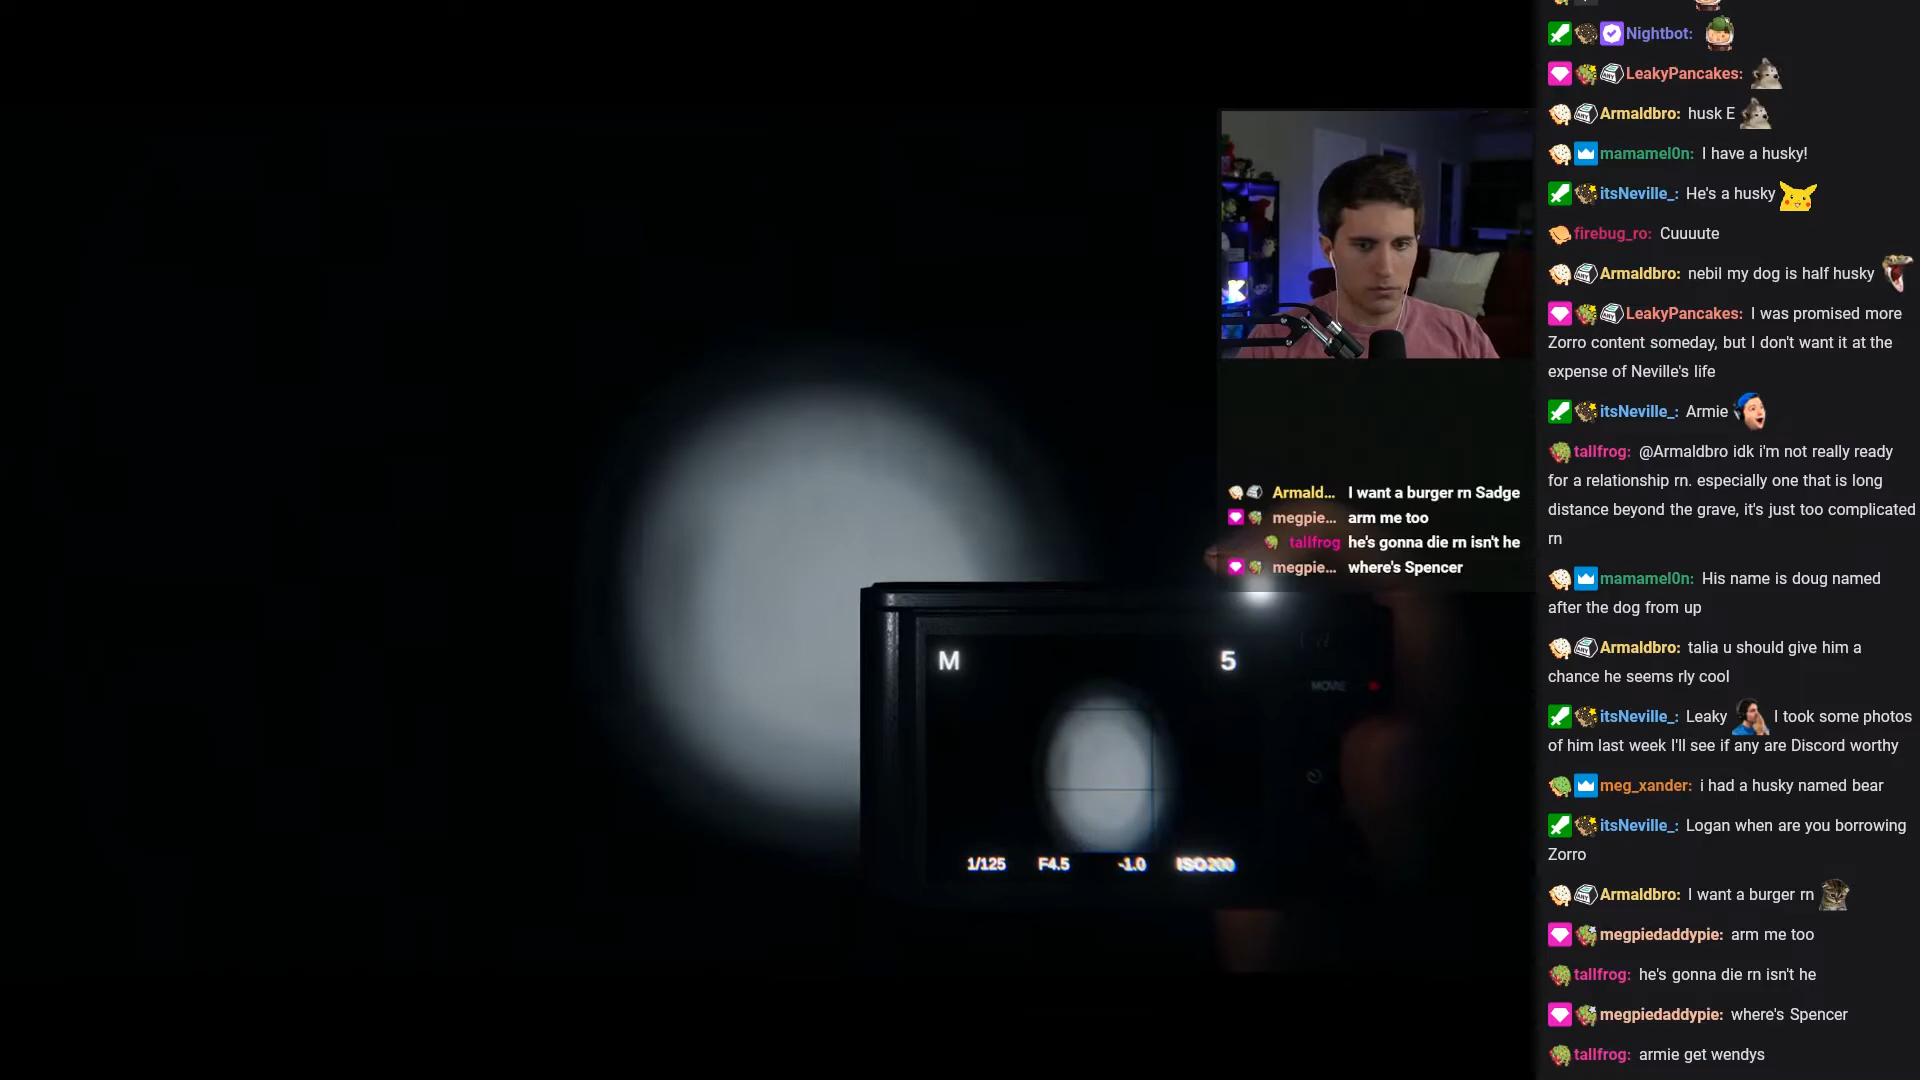 Nightbot:
LeakyPancakes:
Armaldbro: husk E
mamamel0n: I have a husky!
itsNeville_: He's a husky
firebug_ro: Cuuuute
Armaldbro: nebil my dog is half husky
LeakyPancakes: I was promised more
Zorro content someday, but I don't want it at the
expense of Neville's life
itsNeville_: Armie
tallfrog: @Armaldbro idk i'm not really ready
for a relationship rn. especially one that is long
distance beyond the grave, it's just too complicated
rn
mamamel0n: His name is doug named
after the dog from up
Armaldbro: talia u should give him a
chance he seems rly cool
itsNeville_: Leaky I took some photos
of him last week I'll see if any are Discord worthy
meg_xander: i had a husky named bear
itsNeville_: Logan when are you borrowing
Zorro
Armaldbro: I want a burger rn
megpiedaddypie: arm me too
tallfrog: he's gonna die rn isn't he
megpiedaddypie: where's Spencer
tallfrog: armie get wendys
Armald... I want a burger rn Sadge
megpie... arm me too
tallfrog he's gonna die rn isn't he
megpie... where's Spencer
M 5
MOVIE
1/125 F4.5 -1.0 ISO200
K